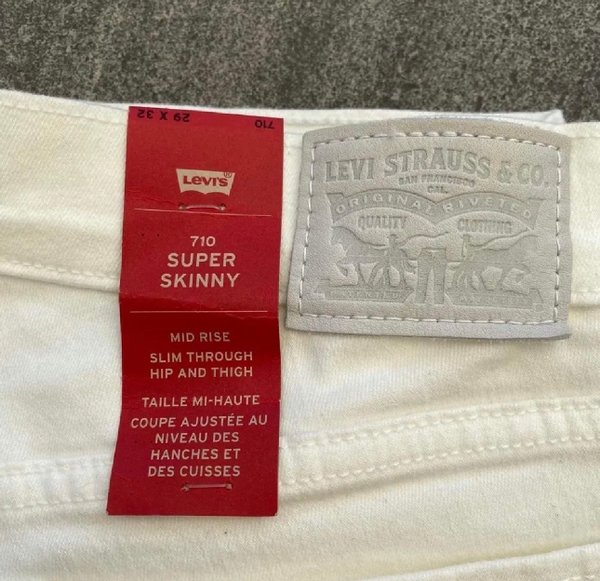 29 X 32
710
Levi's
710
SUPER
SKINNY
MID RISE
SLIM THROUGH
HIP AND THIGH
TAILLE MI-HAUTE
COUPE AJUSTÉE AU
NIVEAU DES
HANCHES ET
DES CUISSES
LEVI STRAUSS & CO.
SAN FRANCISCO
CAL.
ORIGINAL RIVETED
QUALITY CLOTHING